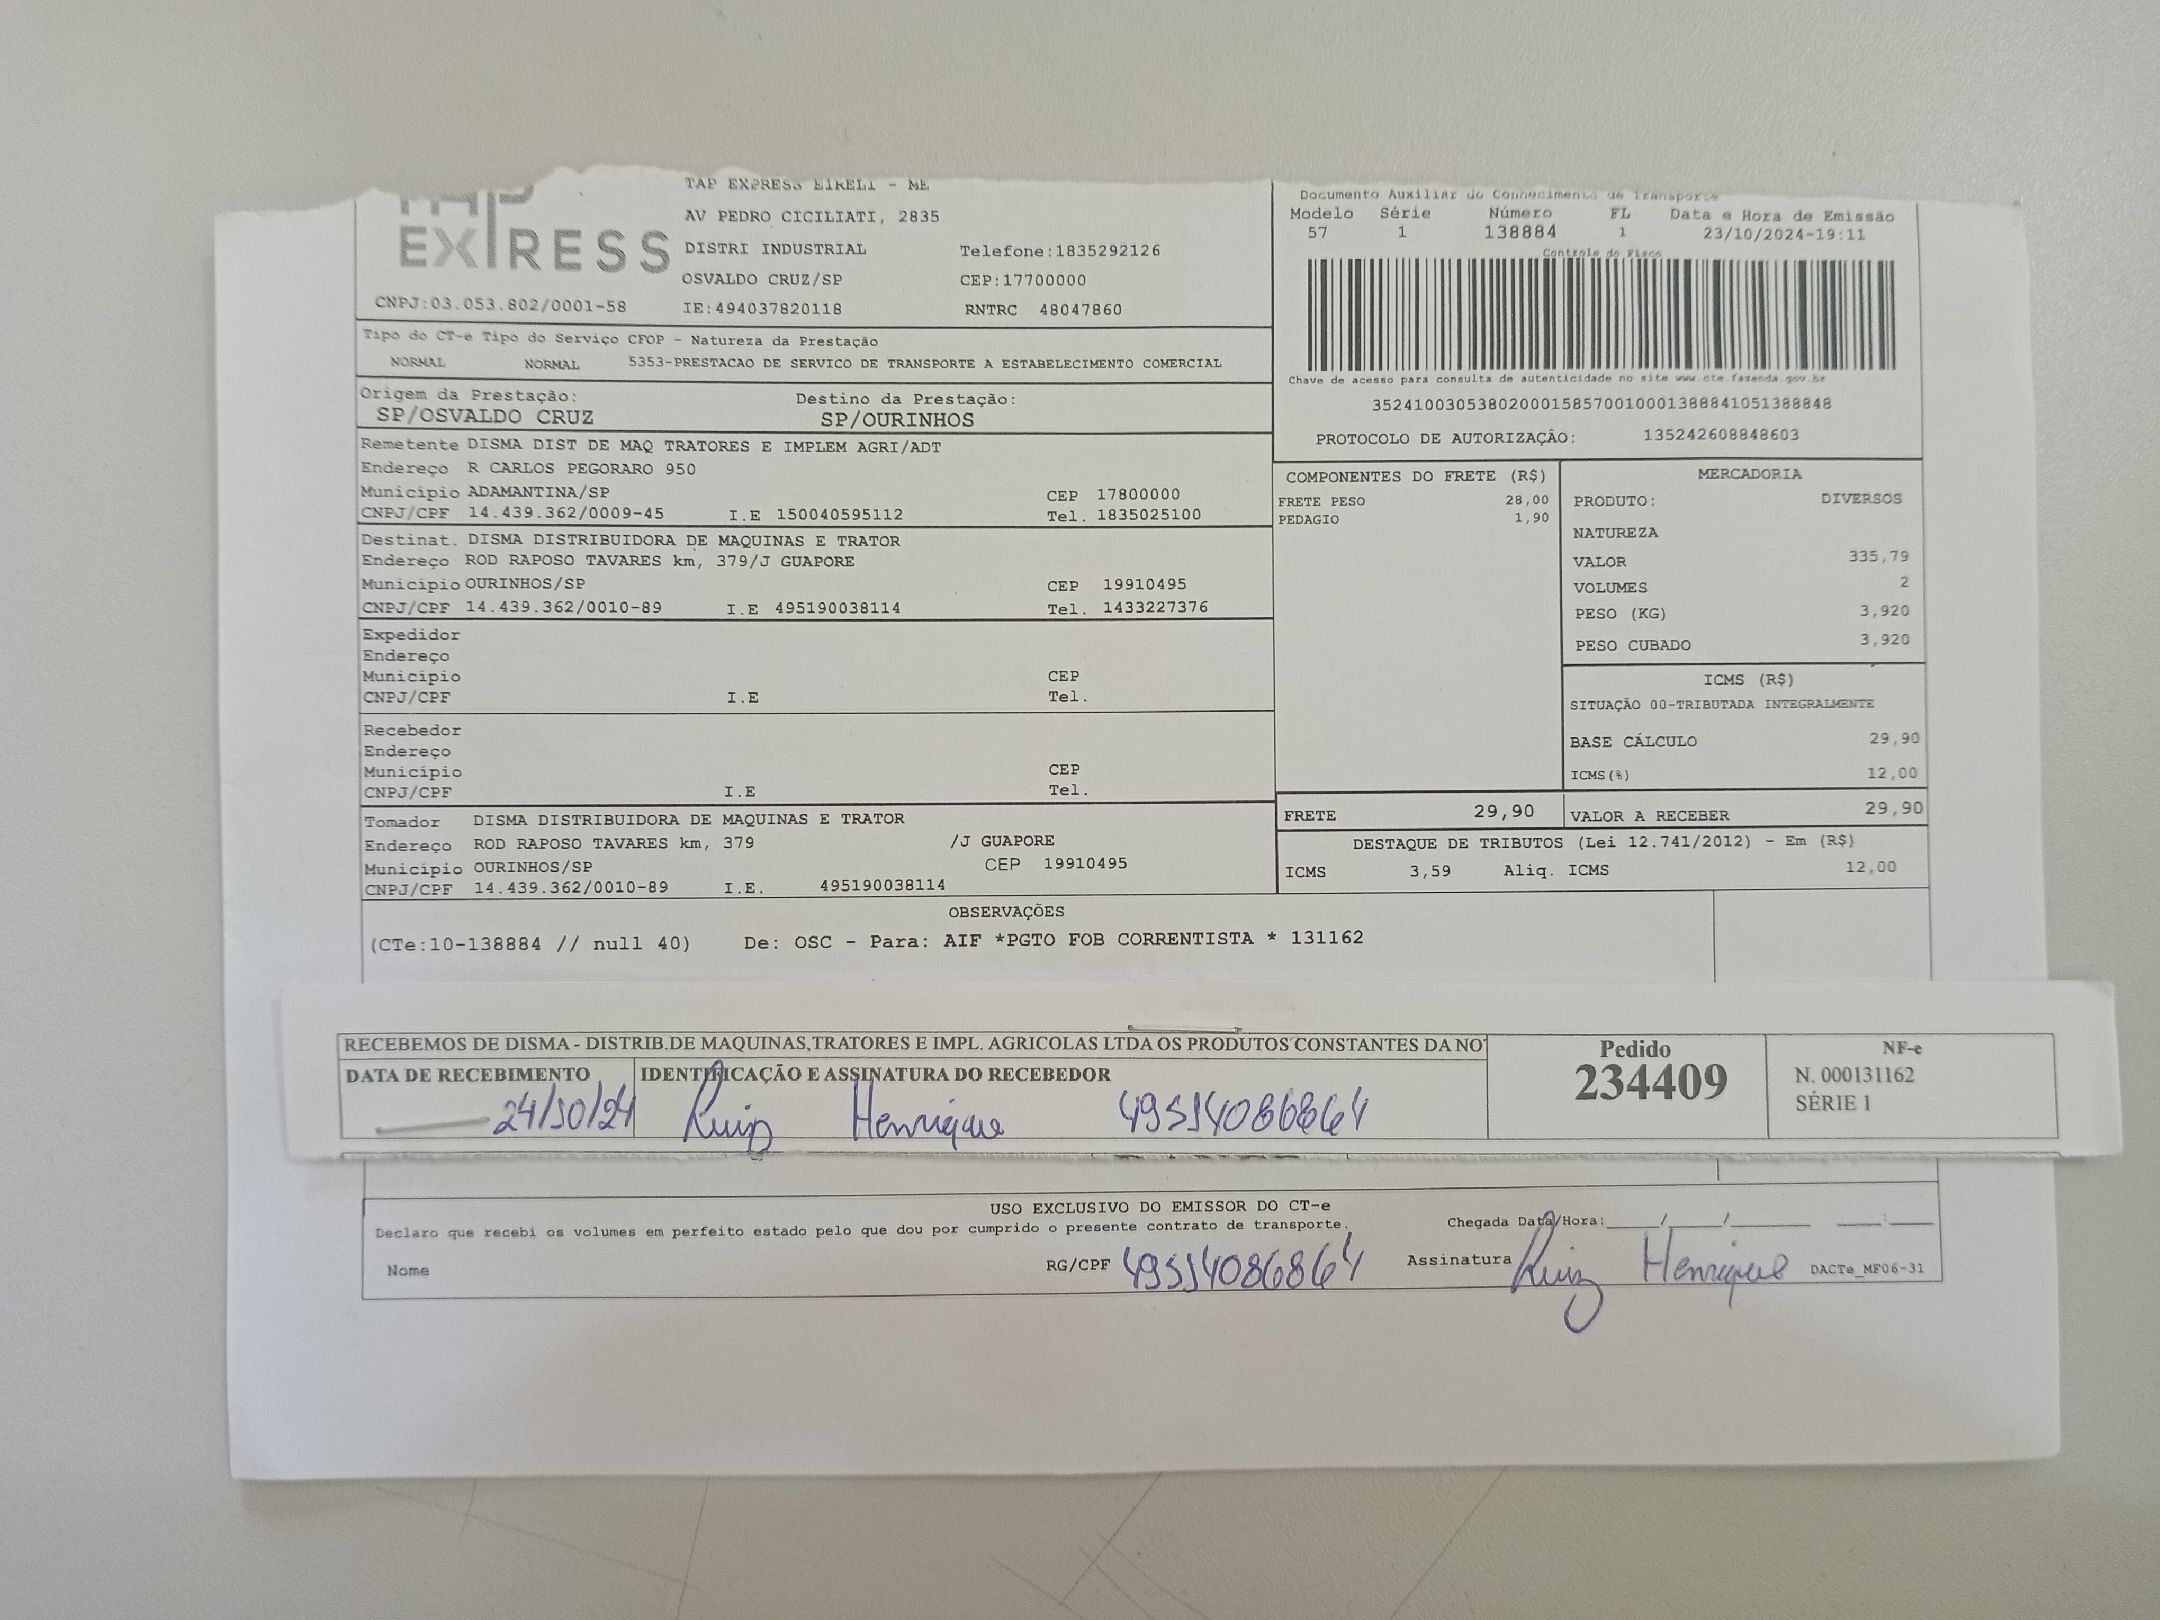 TAP EXPRESS EIRELI - ME
EXPRESS
AV PEDRO CICILIATI, 2835
DISTRI INDUSTRIAL Telefone:1835292126
OSVALDO CRUZ/SP CEP:17700000
CNPJ:03.053.802/0001-58 IE:494037820118 RNTRC 48047860
Documento Auxiliar do Conhecimento de Transporte
Modelo Série Número FL Data e Hora de Emissão
57 1 138884 1 23/10/2024-19:11
Controle do Fisco
Chave de acesso para consulta de autenticidade no site www.cte.fazenda.gov.br
35241003053802000158570010001388841051388848
PROTOCOLO DE AUTORIZAÇÃO: 135242608848603
Tipo do CT-e Tipo do Serviço CFOP - Natureza da Prestação
NORMAL NORMAL 5353-PRESTACAO DE SERVICO DE TRANSPORTE A ESTABELECIMENTO COMERCIAL
Origem da Prestação: Destino da Prestação:
SP/OSVALDO CRUZ SP/OURINHOS
Remetente DISMA DIST DE MAQ TRATORES E IMPLEM AGRI/ADT
Endereço R CARLOS PEGORARO 950
Município ADAMANTINA/SP CEP 17800000
CNPJ/CPF 14.439.362/0009-45 I.E 150040595112 Tel. 1835025100
Destinat. DISMA DISTRIBUIDORA DE MAQUINAS E TRATOR
Endereço ROD RAPOSO TAVARES km, 379/J GUAPORE
Município OURINHOS/SP CEP 19910495
CNPJ/CPF 14.439.362/0010-89 I.E 495190038114 Tel. 1433227376
Expedidor
Endereço
Município CEP
CNPJ/CPF I.E Tel.
Recebedor
Endereço
Município CEP
CNPJ/CPF I.E Tel.
Tomador DISMA DISTRIBUIDORA DE MAQUINAS E TRATOR
Endereço ROD RAPOSO TAVARES km, 379 /J GUAPORE
Município OURINHOS/SP CEP 19910495
CNPJ/CPF 14.439.362/0010-89 I.E. 495190038114
COMPONENTES DO FRETE (R$)
FRETE PESO 28,00
PEDAGIO 1,90
MERCADORIA
PRODUTO: DIVERSOS
NATUREZA
VALOR 335,79
VOLUMES 2
PESO (KG) 3,920
PESO CUBADO 3,920
ICMS (R$)
SITUAÇÃO 00-TRIBUTADA INTEGRALMENTE
BASE CÁLCULO 29,90
ICMS(%) 12,00
FRETE 29,90 VALOR A RECEBER 29,90
DESTAQUE DE TRIBUTOS (Lei 12.741/2012) - Em (R$)
ICMS 3,59 Aliq. ICMS 12,00
OBSERVAÇÕES
(CTe:10-138884 // null 40) De: OSC - Para: AIF *PGTO FOB CORRENTISTA * 131162
RECEBEMOS DE DISMA - DISTRIB.DE MAQUINAS,TRATORES E IMPL. AGRICOLAS LTDA OS PRODUTOS CONSTANTES DA NO
DATA DE RECEBIMENTO IDENTIFICAÇÃO E ASSINATURA DO RECEBEDOR
24/10/24 Ruiz Henrique 49514086864
Pedido
234409
NF-e
N. 000131162
SÉRIE 1
USO EXCLUSIVO DO EMISSOR DO CT-e
Declaro que recebi os volumes em perfeito estado pelo que dou por cumprido o presente contrato de transporte. Chegada Data/Hora:____/____/______ ___:___
Nome RG/CPF 49514086864 Assinatura Ruiz Henrique DACTe_MF06-31